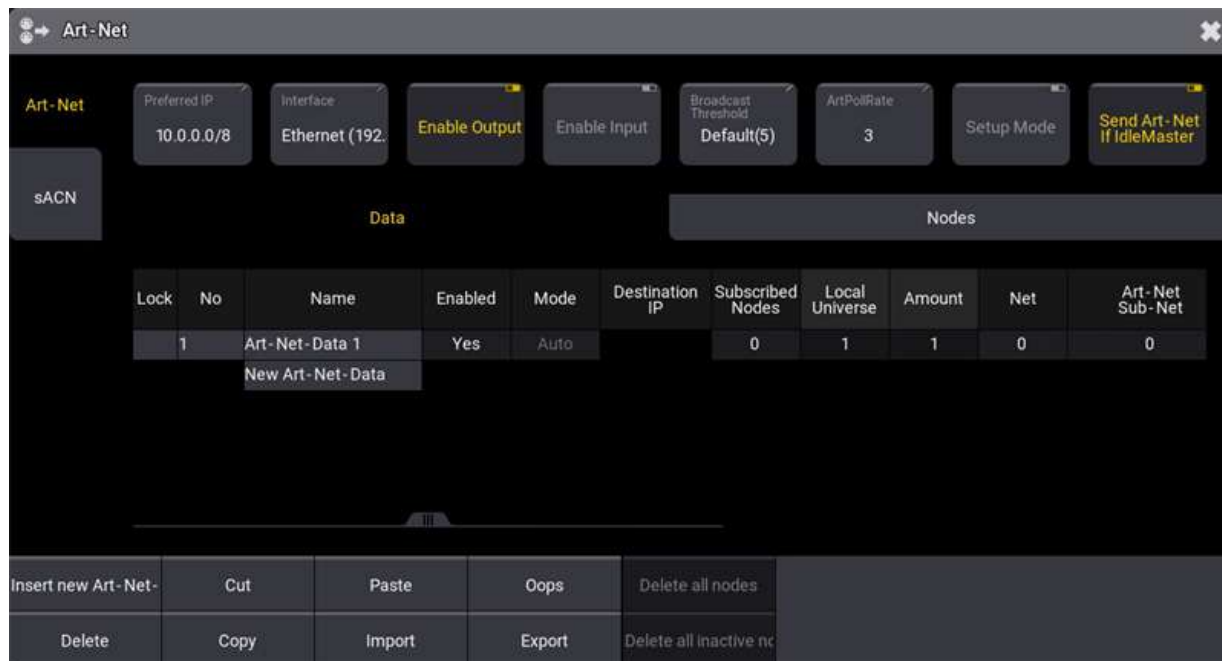 Art-Net
Art-Net
Preferred IP
10.0.0.0/8
Interface
Ethernet (192.
Enable Output
Enable Input
Broadcast
Threshold
Default(5)
ArtPollRate
3
Setup Mode
Send Art-Net
If IdleMaster
sACN
Data
Nodes
Lock No Name Enabled Mode Destination IP Subscribed Nodes Local Universe Amount Net Art-Net Sub-Net
1 Art-Net-Data 1 Yes Auto 0 1 1 0 0
New Art-Net-Data
Insert new Art-Net- Cut Paste Oops Delete all nodes
Delete Copy Import Export Delete all inactive